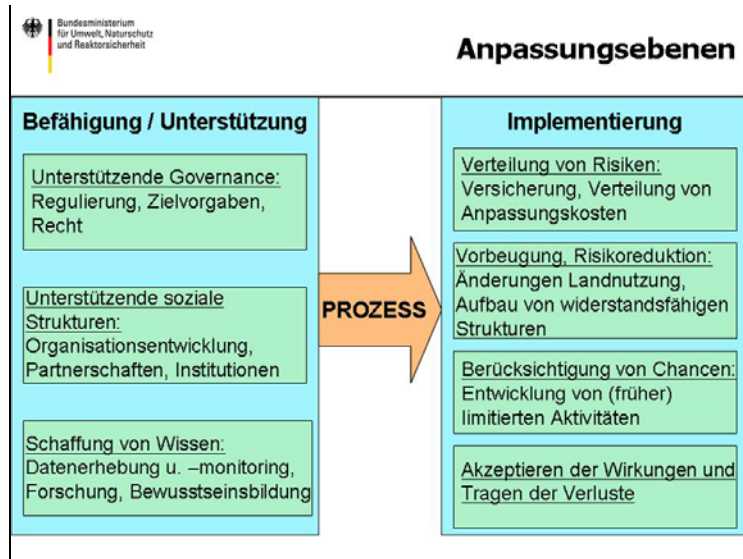 Bundesministerium
für Umwelt, Naturschutz
und Reaktorsicherheit
Anpassungsebenen
Befähigung / Unterstützung
Unterstützende Governance:
Regulierung, Zielvorgaben,
Recht
Unterstützende soziale
Strukturen:
Organisationsentwicklung,
Partnerschaften, Institutionen
Schaffung von Wissen:
Datenerhebung u. –monitoring,
Forschung, Bewusstseinsbildung
PROZESS
Implementierung
Verteilung von Risiken:
Versicherung, Verteilung von
Anpassungskosten
Vorbeugung, Risikoreduktion:
Änderungen Landnutzung,
Aufbau von widerstandsfähigen
Strukturen
Berücksichtigung von Chancen:
Entwicklung von (früher)
limitierten Aktivitäten
Akzeptieren der Wirkungen und
Tragen der Verluste